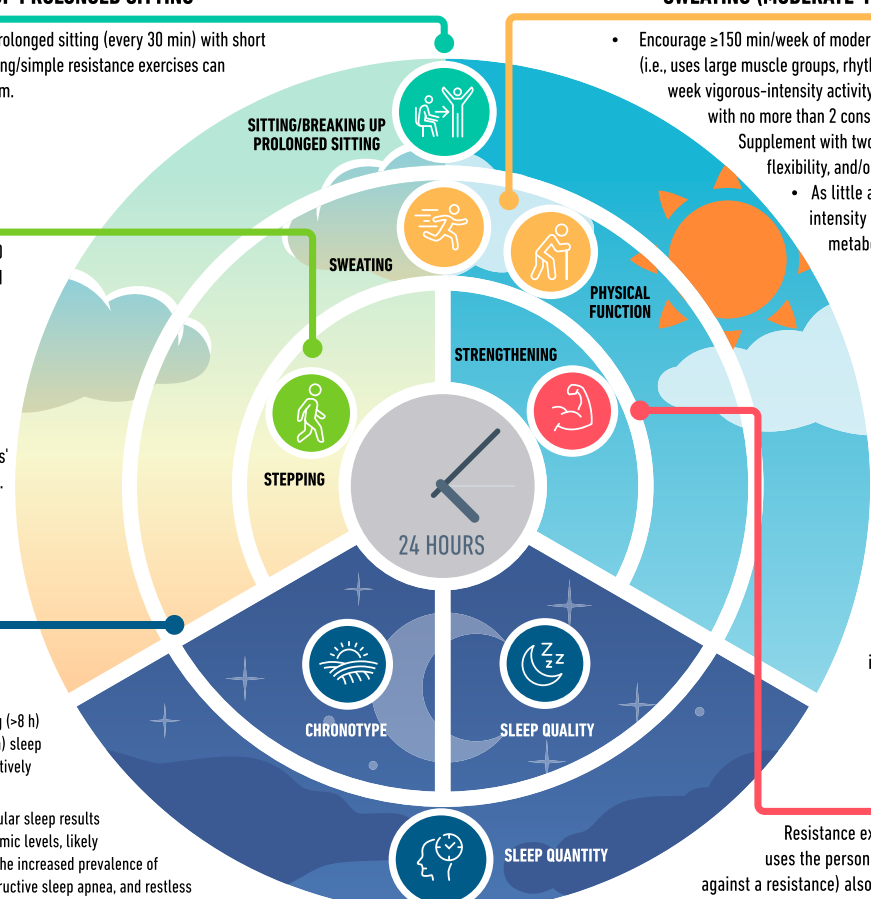 PROLONGED SITTING
SWEATING (MODERATE-
prolonged sitting (every 30 min) with short
ng/simple resistance exercises can
• Encourage ≥150 min/week of moder
(i.e., uses large muscle groups, rhyt
week vigorous-intensity activity
with no more than 2 cons
Supplement with two
flexibility, and/o
• As little a
intensity
metab
SITTING/BREAKING UP
PROLONGED SITTING
SWEATING
PHYSICAL
FUNCTION
STRENGTHENING
STEPPING
24 HOURS
CHRONOTYPE
SLEEP QUALITY
SLEEP QUANTITY
(>8 h)
) sleep
tively
ular sleep results
mic levels, likely
he increased prevalence of
tructive sleep apnea, and restless
Resistance ex
uses the person
against a resistance) also